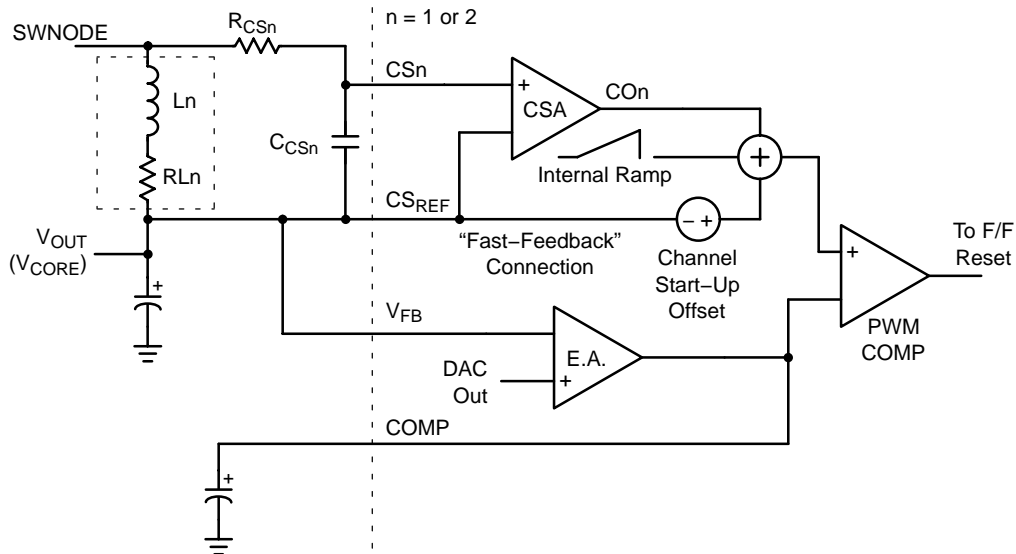 n = 1 or 2
SWNODE
RCSn
CSn
COn
+
CSA
Ln
CCSn
Internal Ramp
+
RLn
CSREF
− +
VOUT
(VCORE)
"Fast−Feedback"
Connection
Channel
Start−Up
Offset
To F/F
Reset
+
+
VFB
PWM
COMP
E.A.
DAC
Out
+
COMP
+